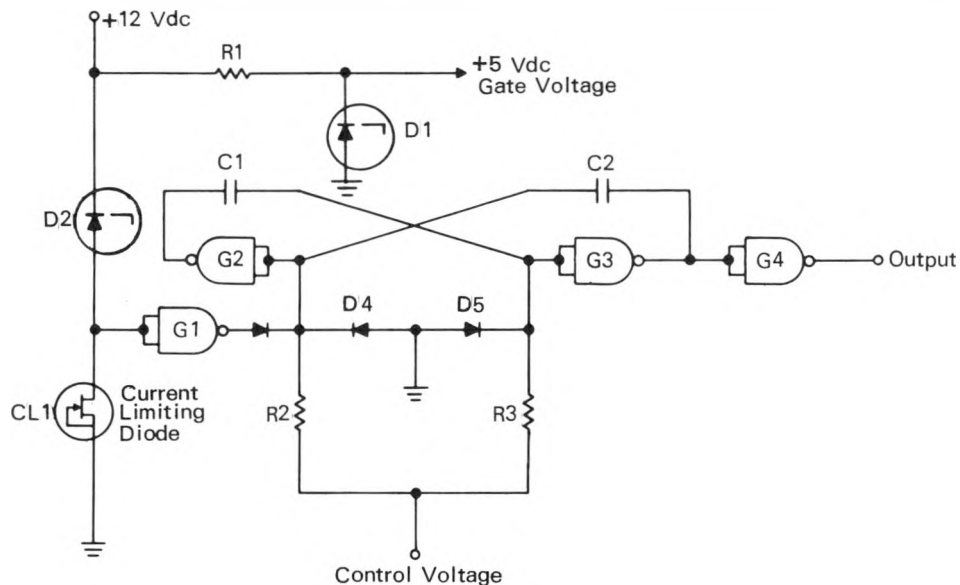 +12 Vdc
R1
+5 Vdc
Gate Voltage
D1
C1
C2
D2
G2
G3
G4
Output
D4
D5
G1
CL1
Current
Limiting
Diode
R2
R3
Control Voltage